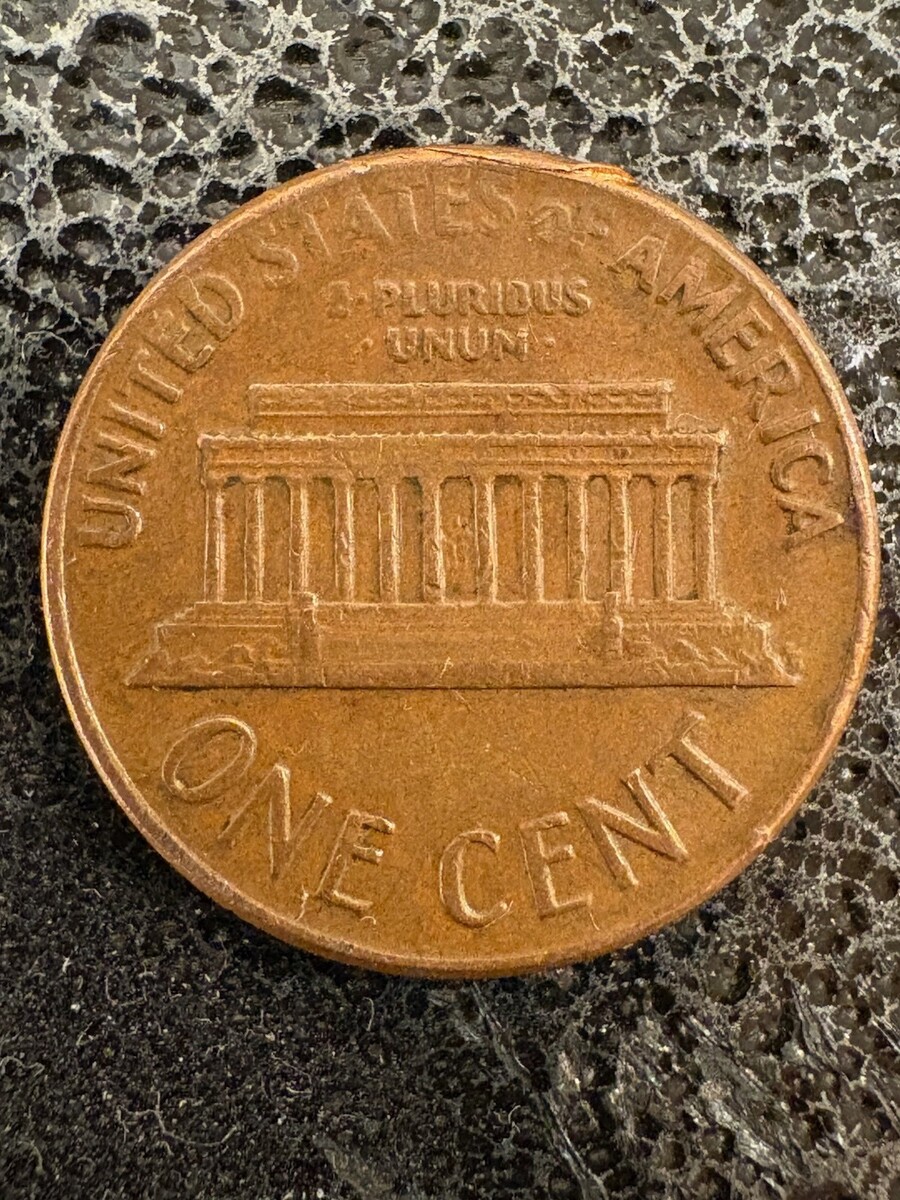 UNITED STATES OF AMERICA
E·PLURIBUS
·UNUM·
ONE CENT